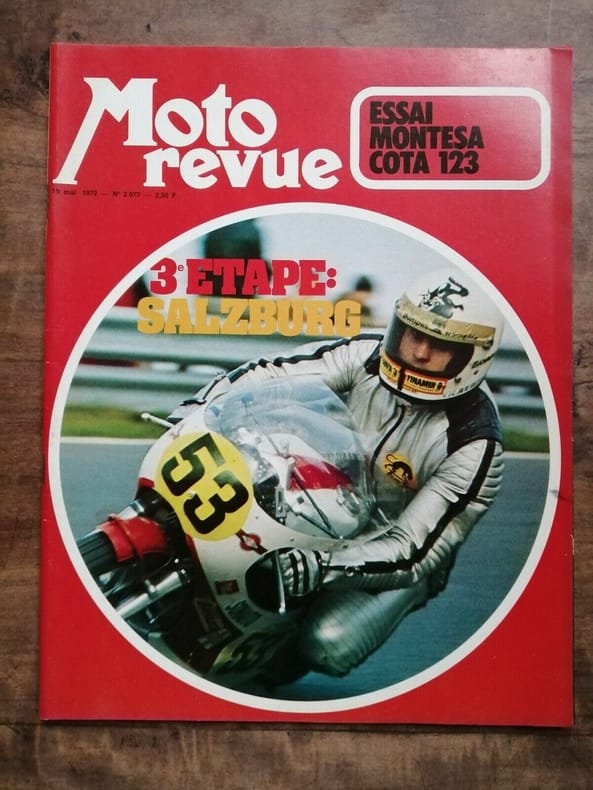 Moto
revue
ESSAI
MONTESA
COTA 123
19 mai 1972 — N° 2 077 — 2,50 F
3e ETAPE:
SALZBURG
53